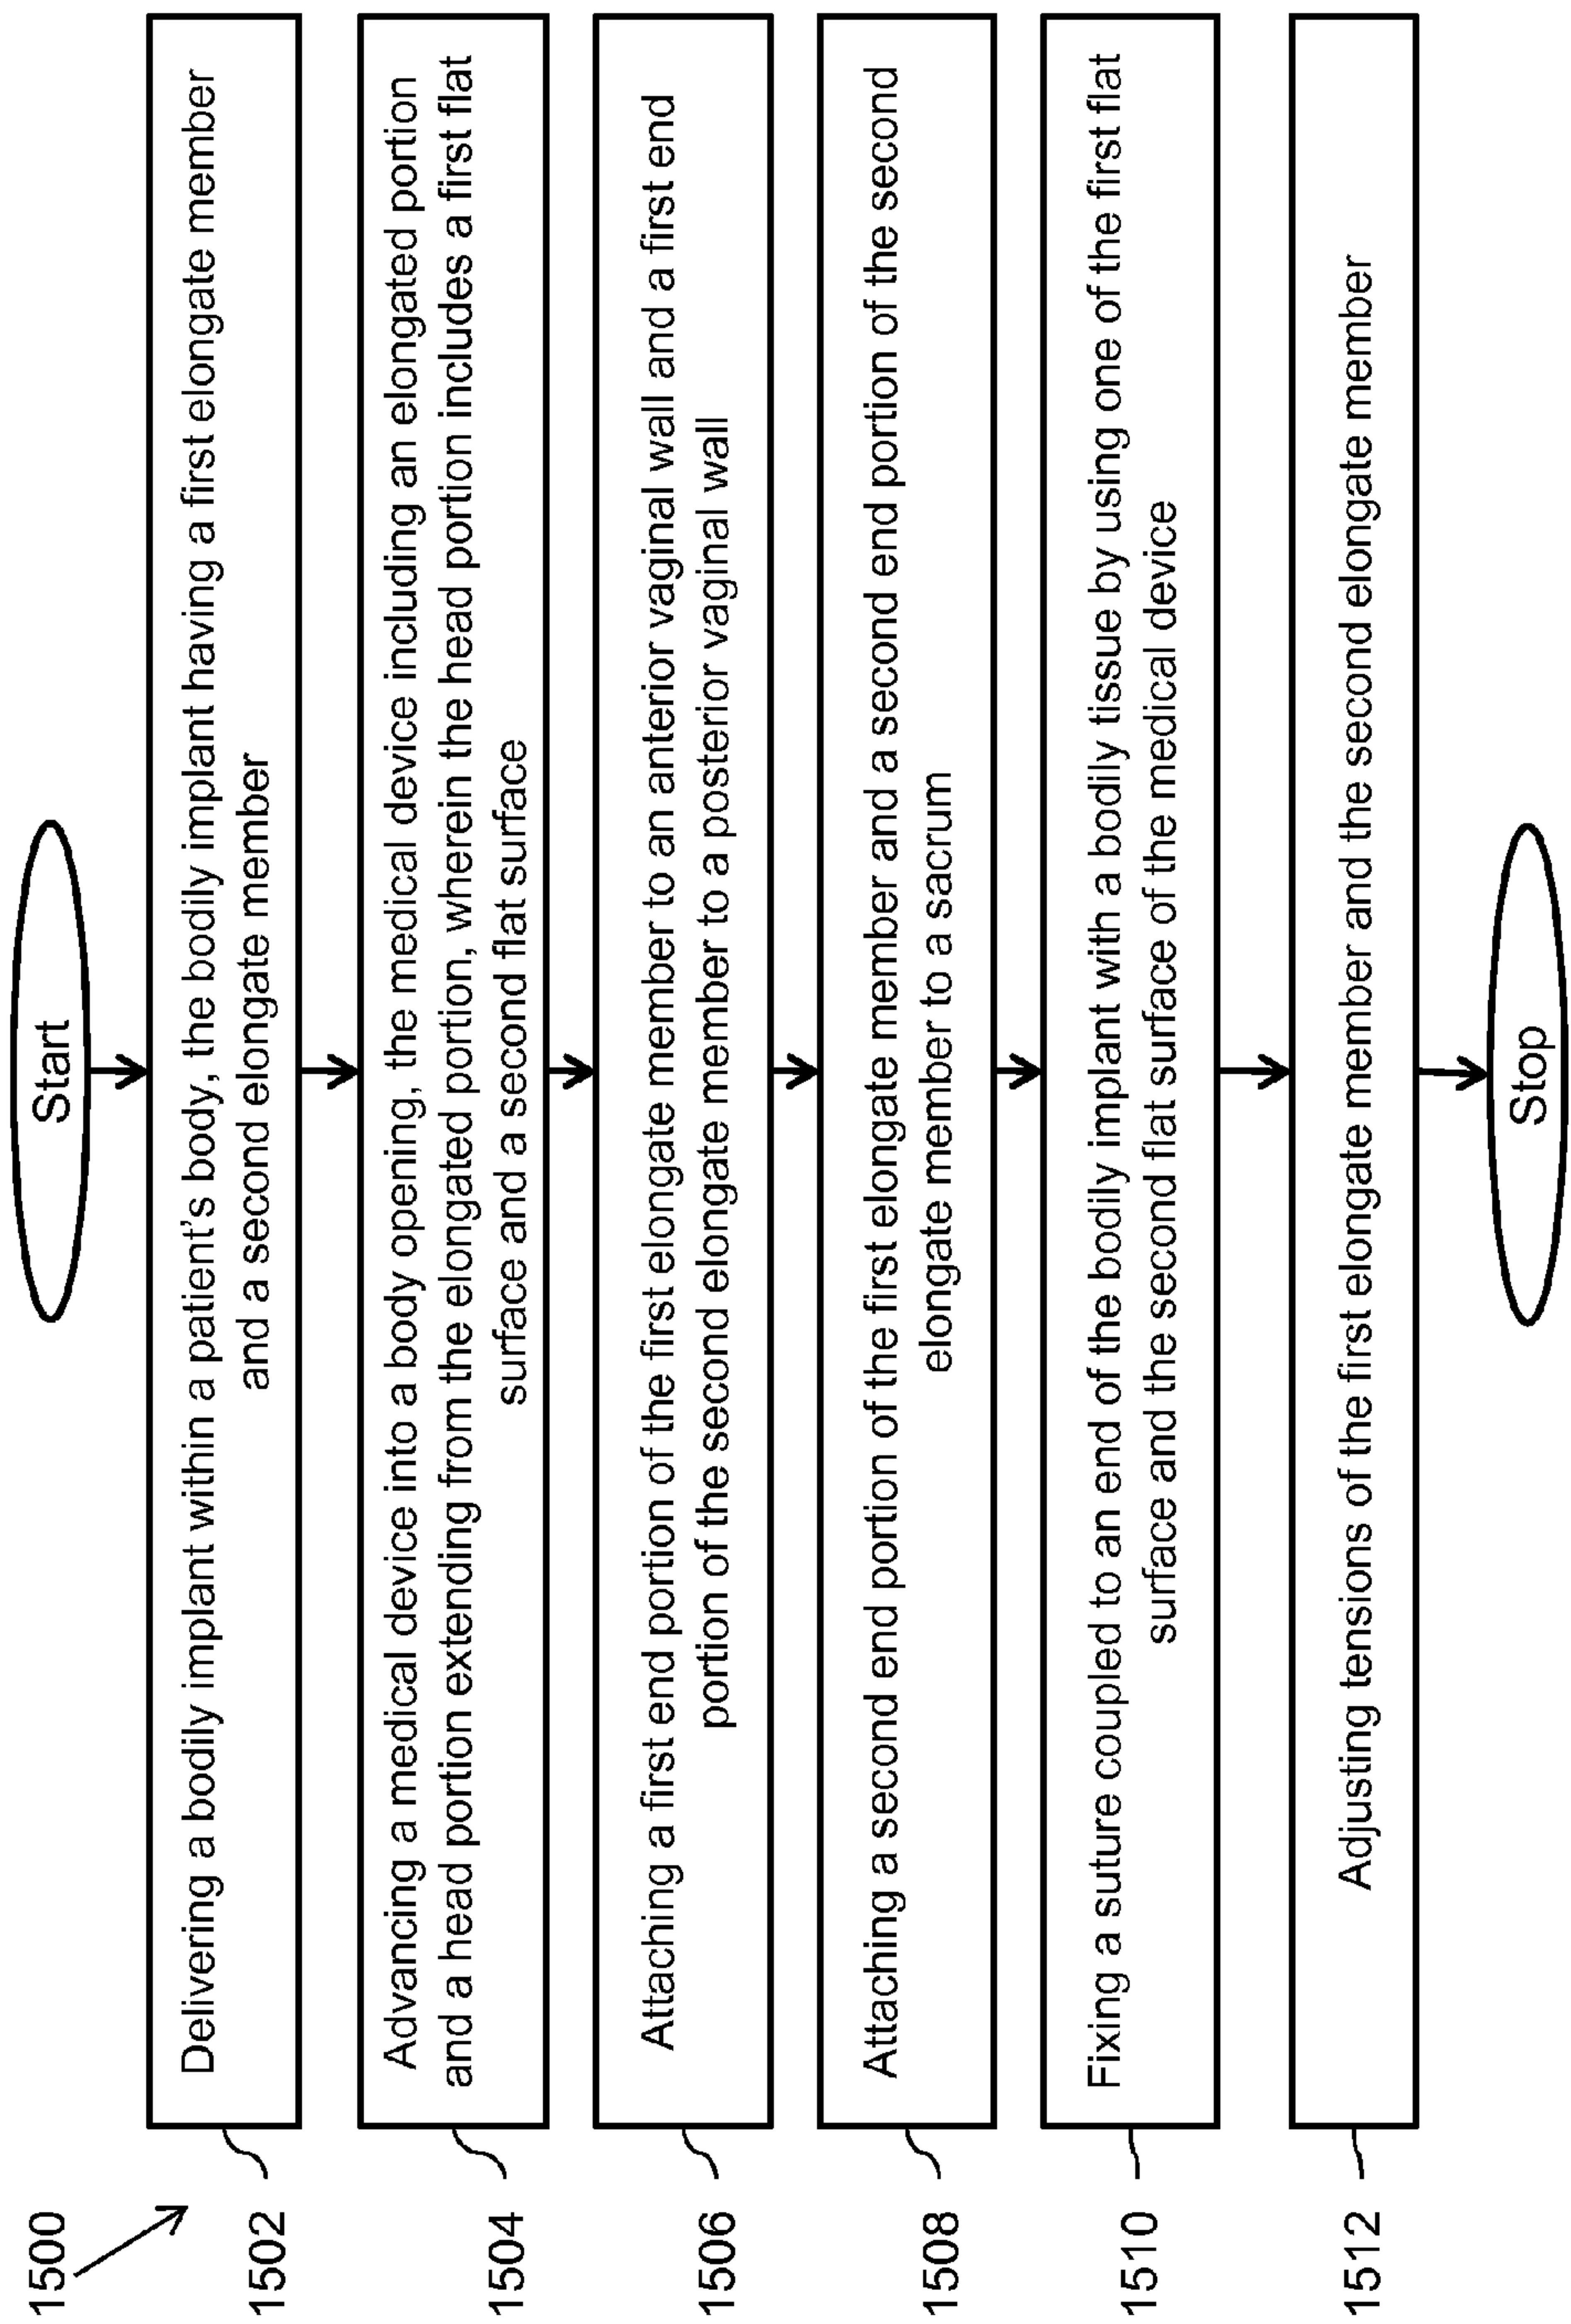 1500
Start
1502
Delivering a bodily implant within a patient's body, the bodily implant having a first elongate member
and a second elongate member
1504
Advancing a medical device into a body opening, the medical device including an elongated portion
and a head portion extending from the elongated portion, wherein the head portion includes a first flat
surface and a second flat surface
1506
Attaching a first end portion of the first elongate member to an anterior vaginal wall and a first end
portion of the second elongate member to a posterior vaginal wall
1508
Attaching a second end portion of the first elongate member and a second end portion of the second
elongate member to a sacrum
1510
Fixing a suture coupled to an end of the bodily implant with a bodily tissue by using one of the first flat
surface and the second flat surface of the medical device
1512
Adjusting tensions of the first elongate member and the second elongate member
Stop